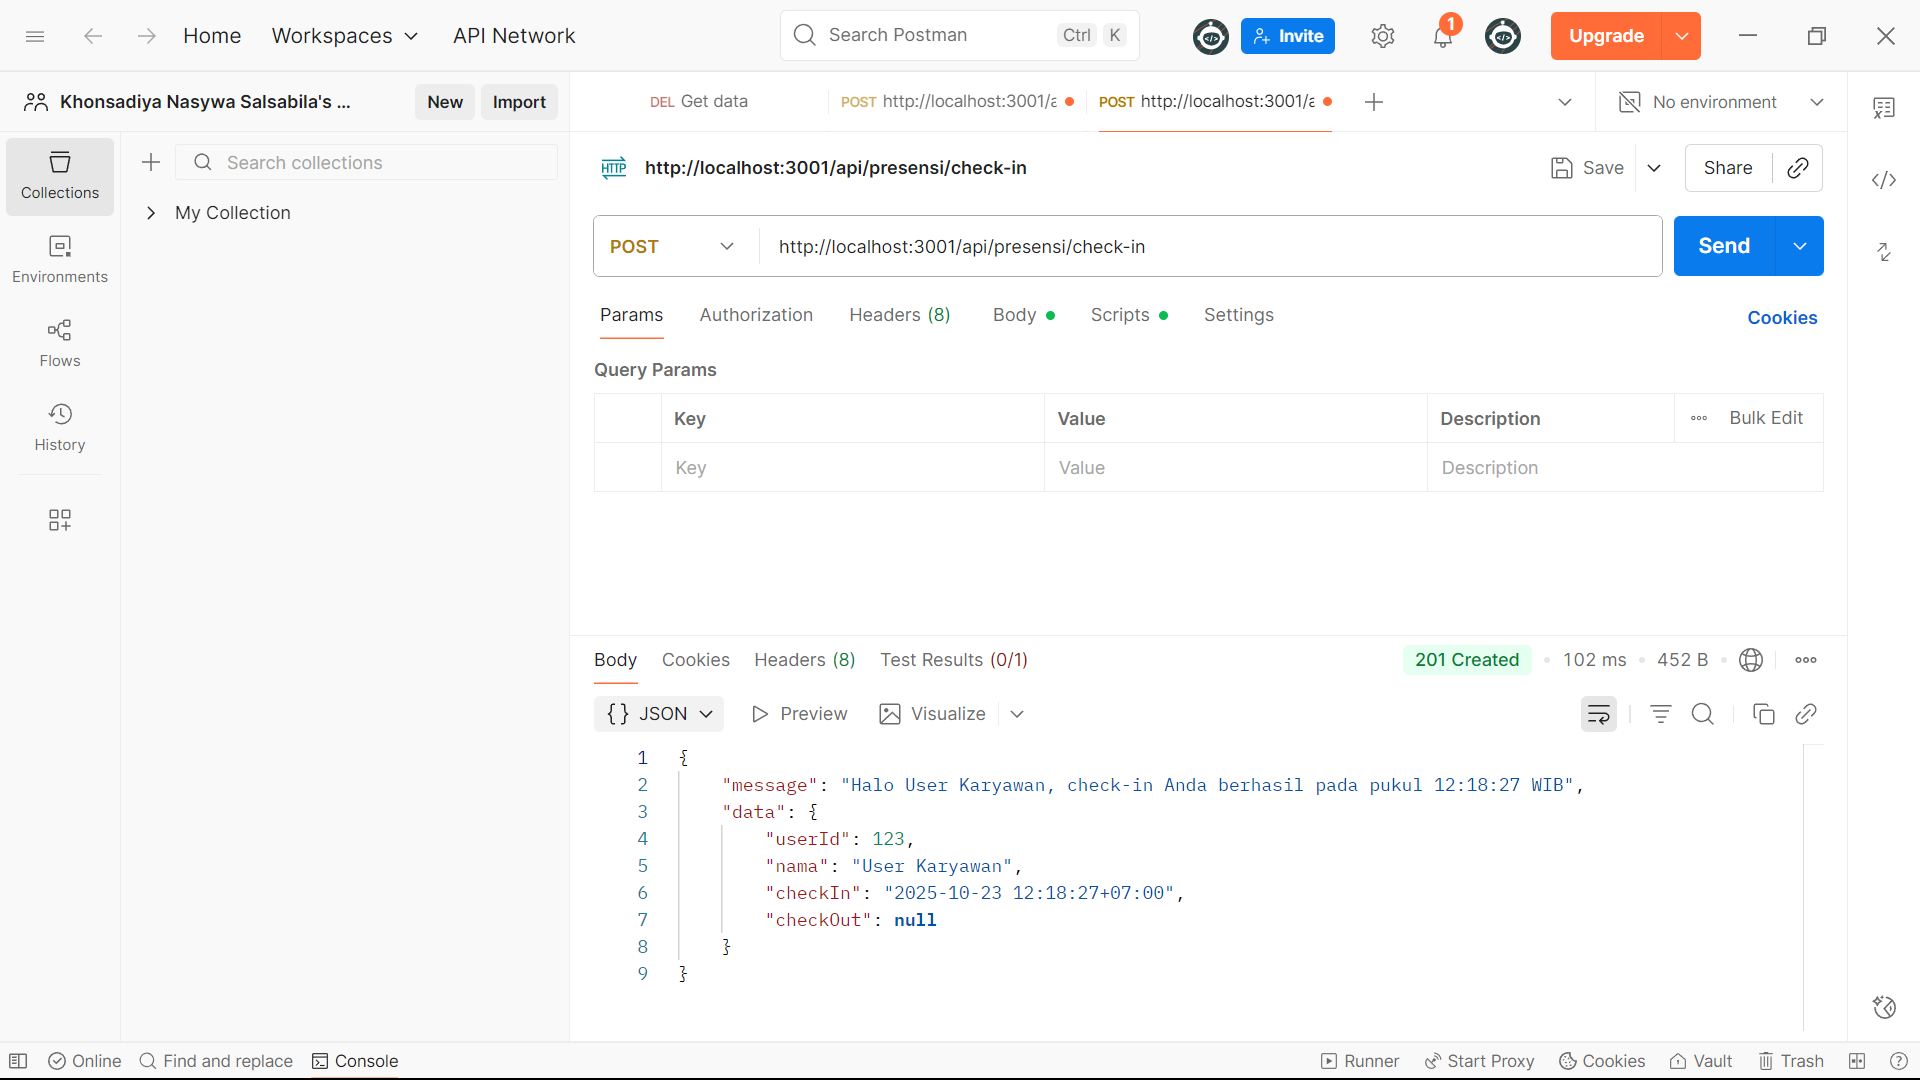 Home
Workspaces
API Network
Search Postman
Ctrl
K
Invite
1
Upgrade
Khonsadiya Nasywa Salsabila's ...
New
Import
DEL Get data
POST http://localhost:3001/a
POST http://localhost:3001/a
No environment
Collections
Environments
Flows
History
Search collections
My Collection
HTTP
http://localhost:3001/api/presensi/check-in
Save
Share
POST
http://localhost:3001/api/presensi/check-in
Send
Params
Authorization
Headers (8)
Body
Scripts
Settings
Cookies
Query Params
Key
Value
Description
Bulk Edit
Key
Value
Description
Body
Cookies
Headers (8)
Test Results (0/1)
201 Created
102 ms
452 B
{} JSON
Preview
Visualize
1 {
2 "message": "Halo User Karyawan, check-in Anda berhasil pada pukul 12:18:27 WIB",
3 "data": {
4 "userId": 123,
5 "nama": "User Karyawan",
6 "checkIn": "2025-10-23 12:18:27+07:00",
7 "checkOut": null
8 }
9 }
Online
Find and replace
Console
Runner
Start Proxy
Cookies
Vault
Trash